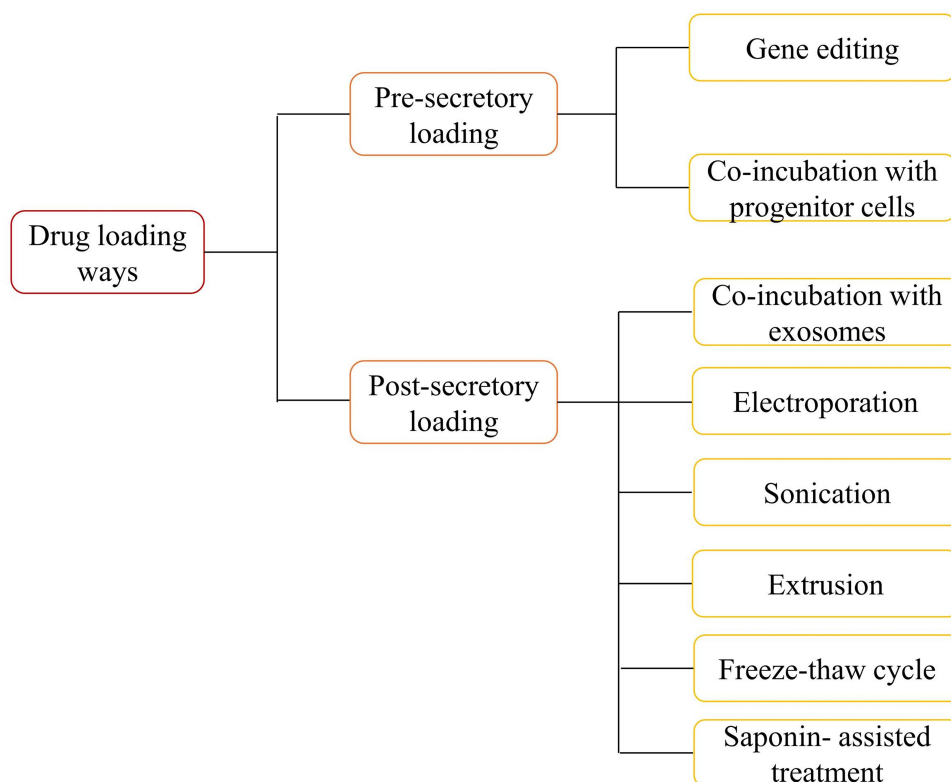 Gene editing
Pre-secretory
loading
Co-incubation with
progenitor cells
Drug loading
ways
Co-incubation with
exosomes
Post-secretory
loading
Electroporation
Sonication
Extrusion
Freeze-thaw cycle
Saponin- assisted
treatment